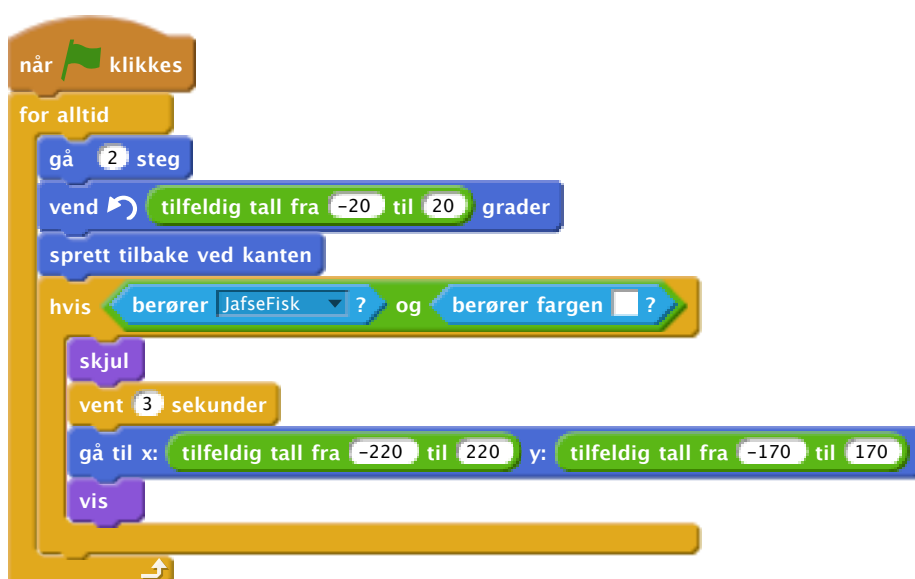 når klikkes
for alltid
gå 2 steg
vend tilfeldig tall fra -20 til 20 grader
sprett tilbake ved kanten
hvis berører JafseFisk ? og berører fargen ?
skjul
vent 3 sekunder
gå til x: tilfeldig tall fra -220 til 220 y: tilfeldig tall fra -170 til 170
vis